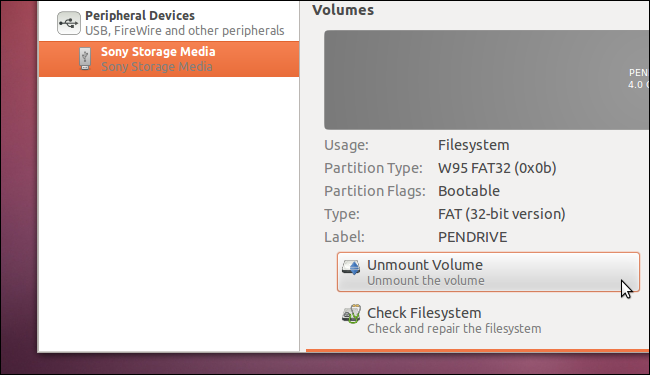 Peripheral Devices
USB, FireWire and other peripherals
Sony Storage Media
Sony Storage Media
Volumes
PEN
4.0
Usage: Filesystem
Partition Type: W95 FAT32 (0x0b)
Partition Flags: Bootable
Type: FAT (32-bit version)
Label: PENDRIVE
Unmount Volume
Unmount the volume
Check Filesystem
Check and repair the filesystem